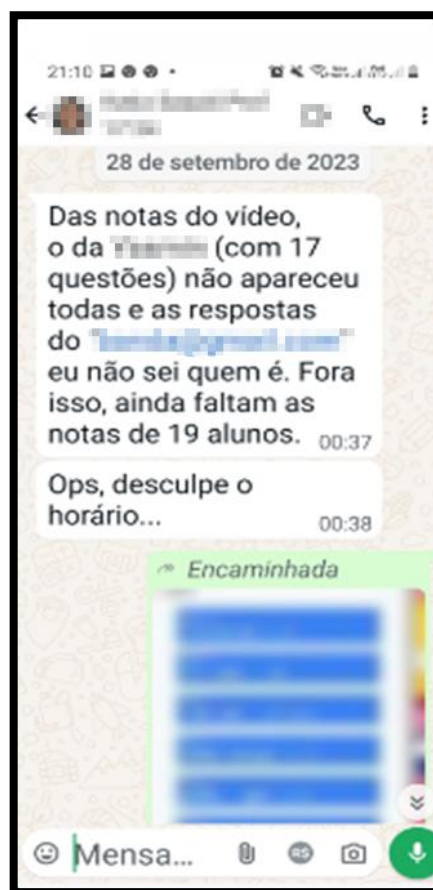 21:10
28 de setembro de 2023
Das notas do vídeo,
o da (com 17
questões) não apareceu
todas e as respostas
do " "
eu não sei quem é. Fora
isso, ainda faltam as
notas de 19 alunos. 00:37
Ops, desculpe o
horário... 00:38
Encaminhada
Mensa...